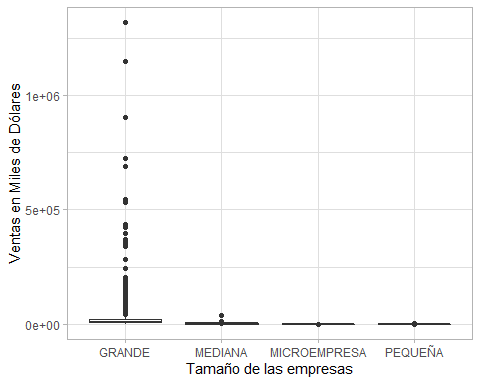 Ventas en Miles de Dólares
1e+06
5e+05
0e+00
GRANDE
MEDIANA
MICROEMPRESA
PEQUEÑA
Tamaño de las empresas